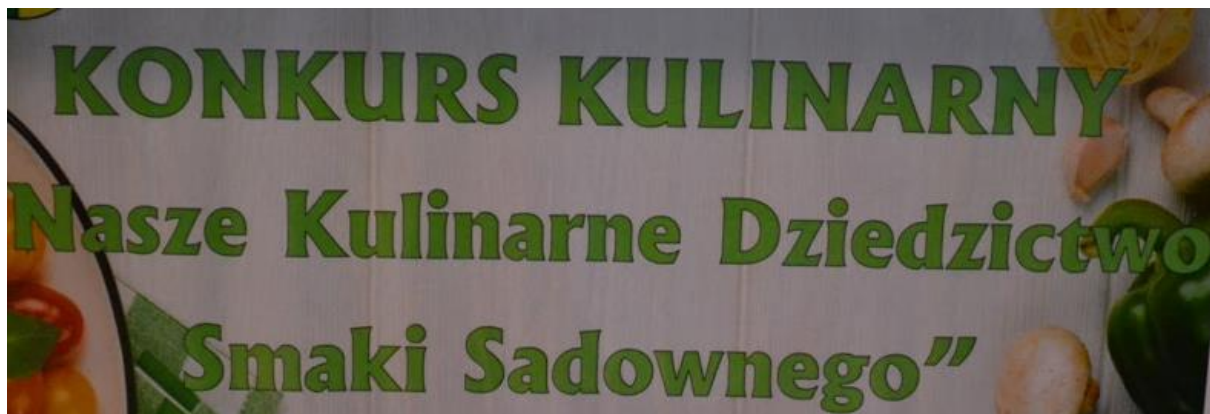 KONKURS KULINARNY
Nasze Kulinarne Dziedzictwo
Smaki Sadownego”